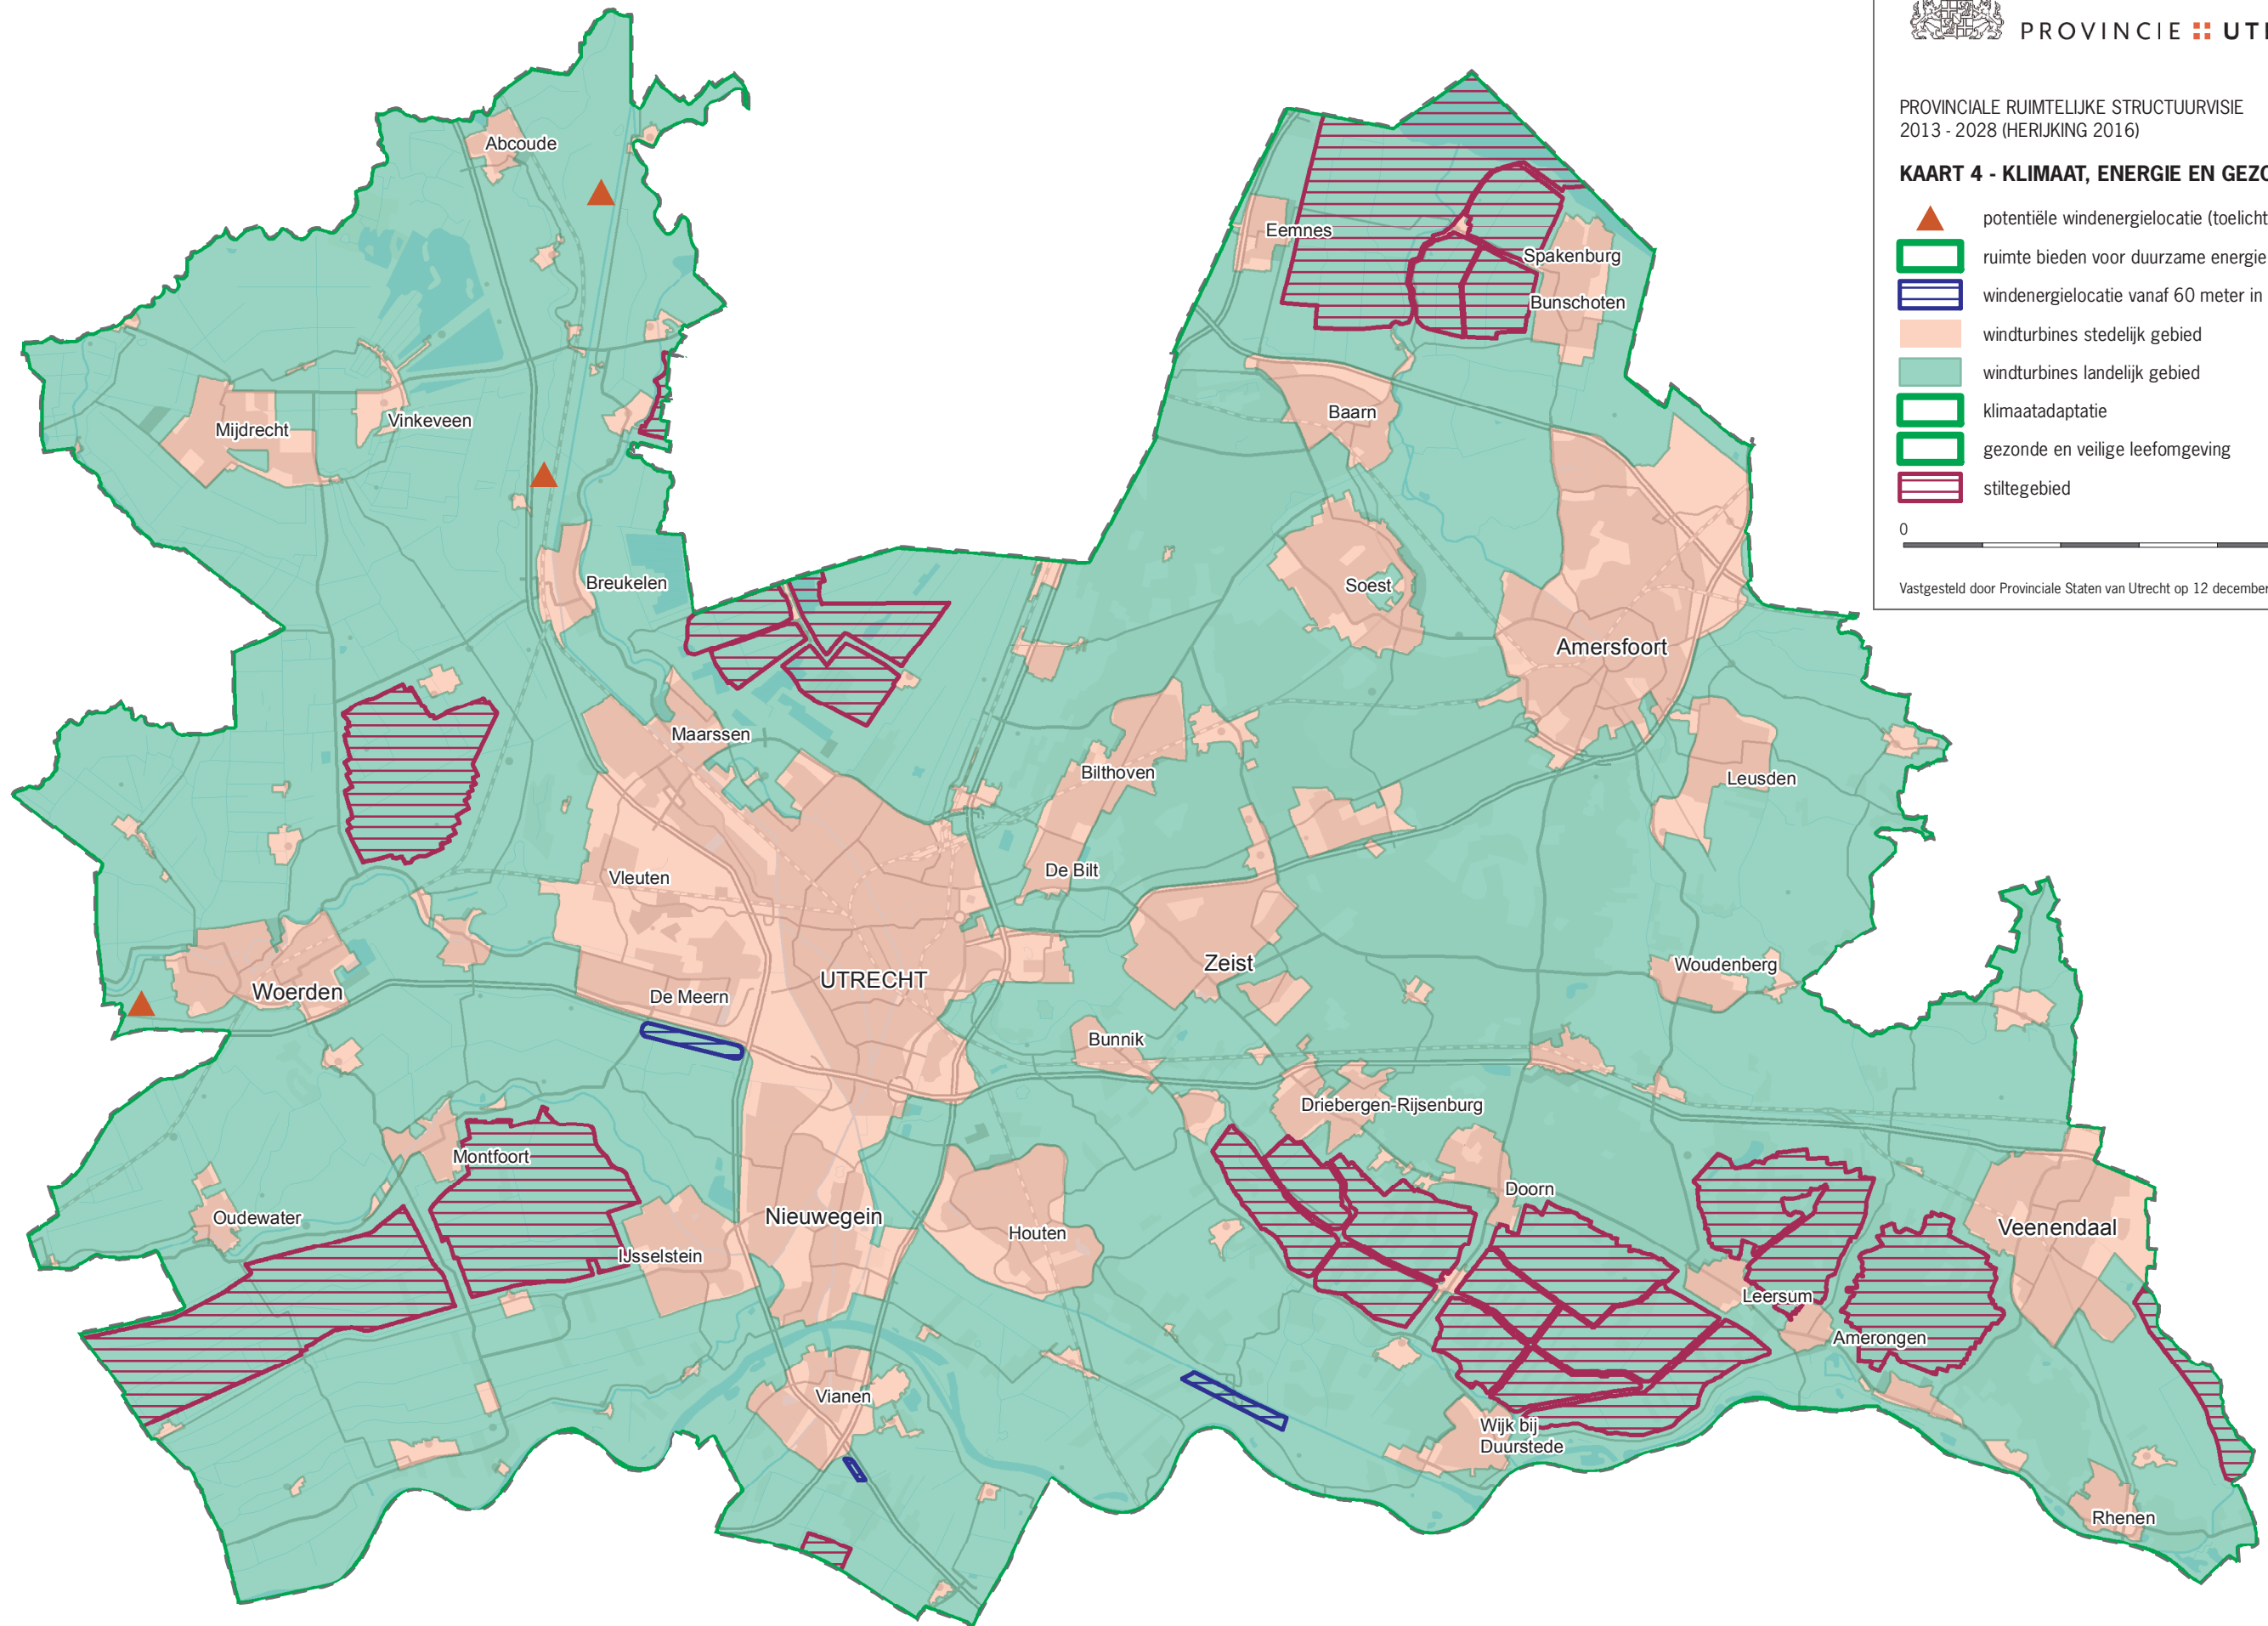 PROVINCIE
PROVINCIALE RUIMTELIJKE STRUCTUURVISIE
2013 - 2028 (HERIJKING 2016)
KAART 4 - KLIMAAT, ENERGIE EN
potentiële windenergielocatie
ruimte bieden voor duurzame energie
windenergielocatie vanaf 60 meter in
windturbines stedelijk gebied
windturbines landelijk gebied
klimaatadaptatie
gezonde en veilige leefomgeving
stiltegebied
0
Vastgesteld door Provinciale Staten van Utrecht op 12 december
Abcoude
Eemnes
Spakenburg
Bunschoten
Mijdrecht
Vinkeveen
Baarn
Breukelen
Soest
Amersfoort
Maarssen
Bilthoven
Leusden
Vleuten
De Bilt
Woerden
De Meern
UTRECHT
Zeist
Woudenberg
Bunnik
Driebergen-Rijsenburg
Montfoort
Doorn
Oudewater
Nieuwegein
Houten
Veenendaal
IJsselstein
Leersum
Amerongen
Vianen
Wijk bij
Duurstede
Rhenen